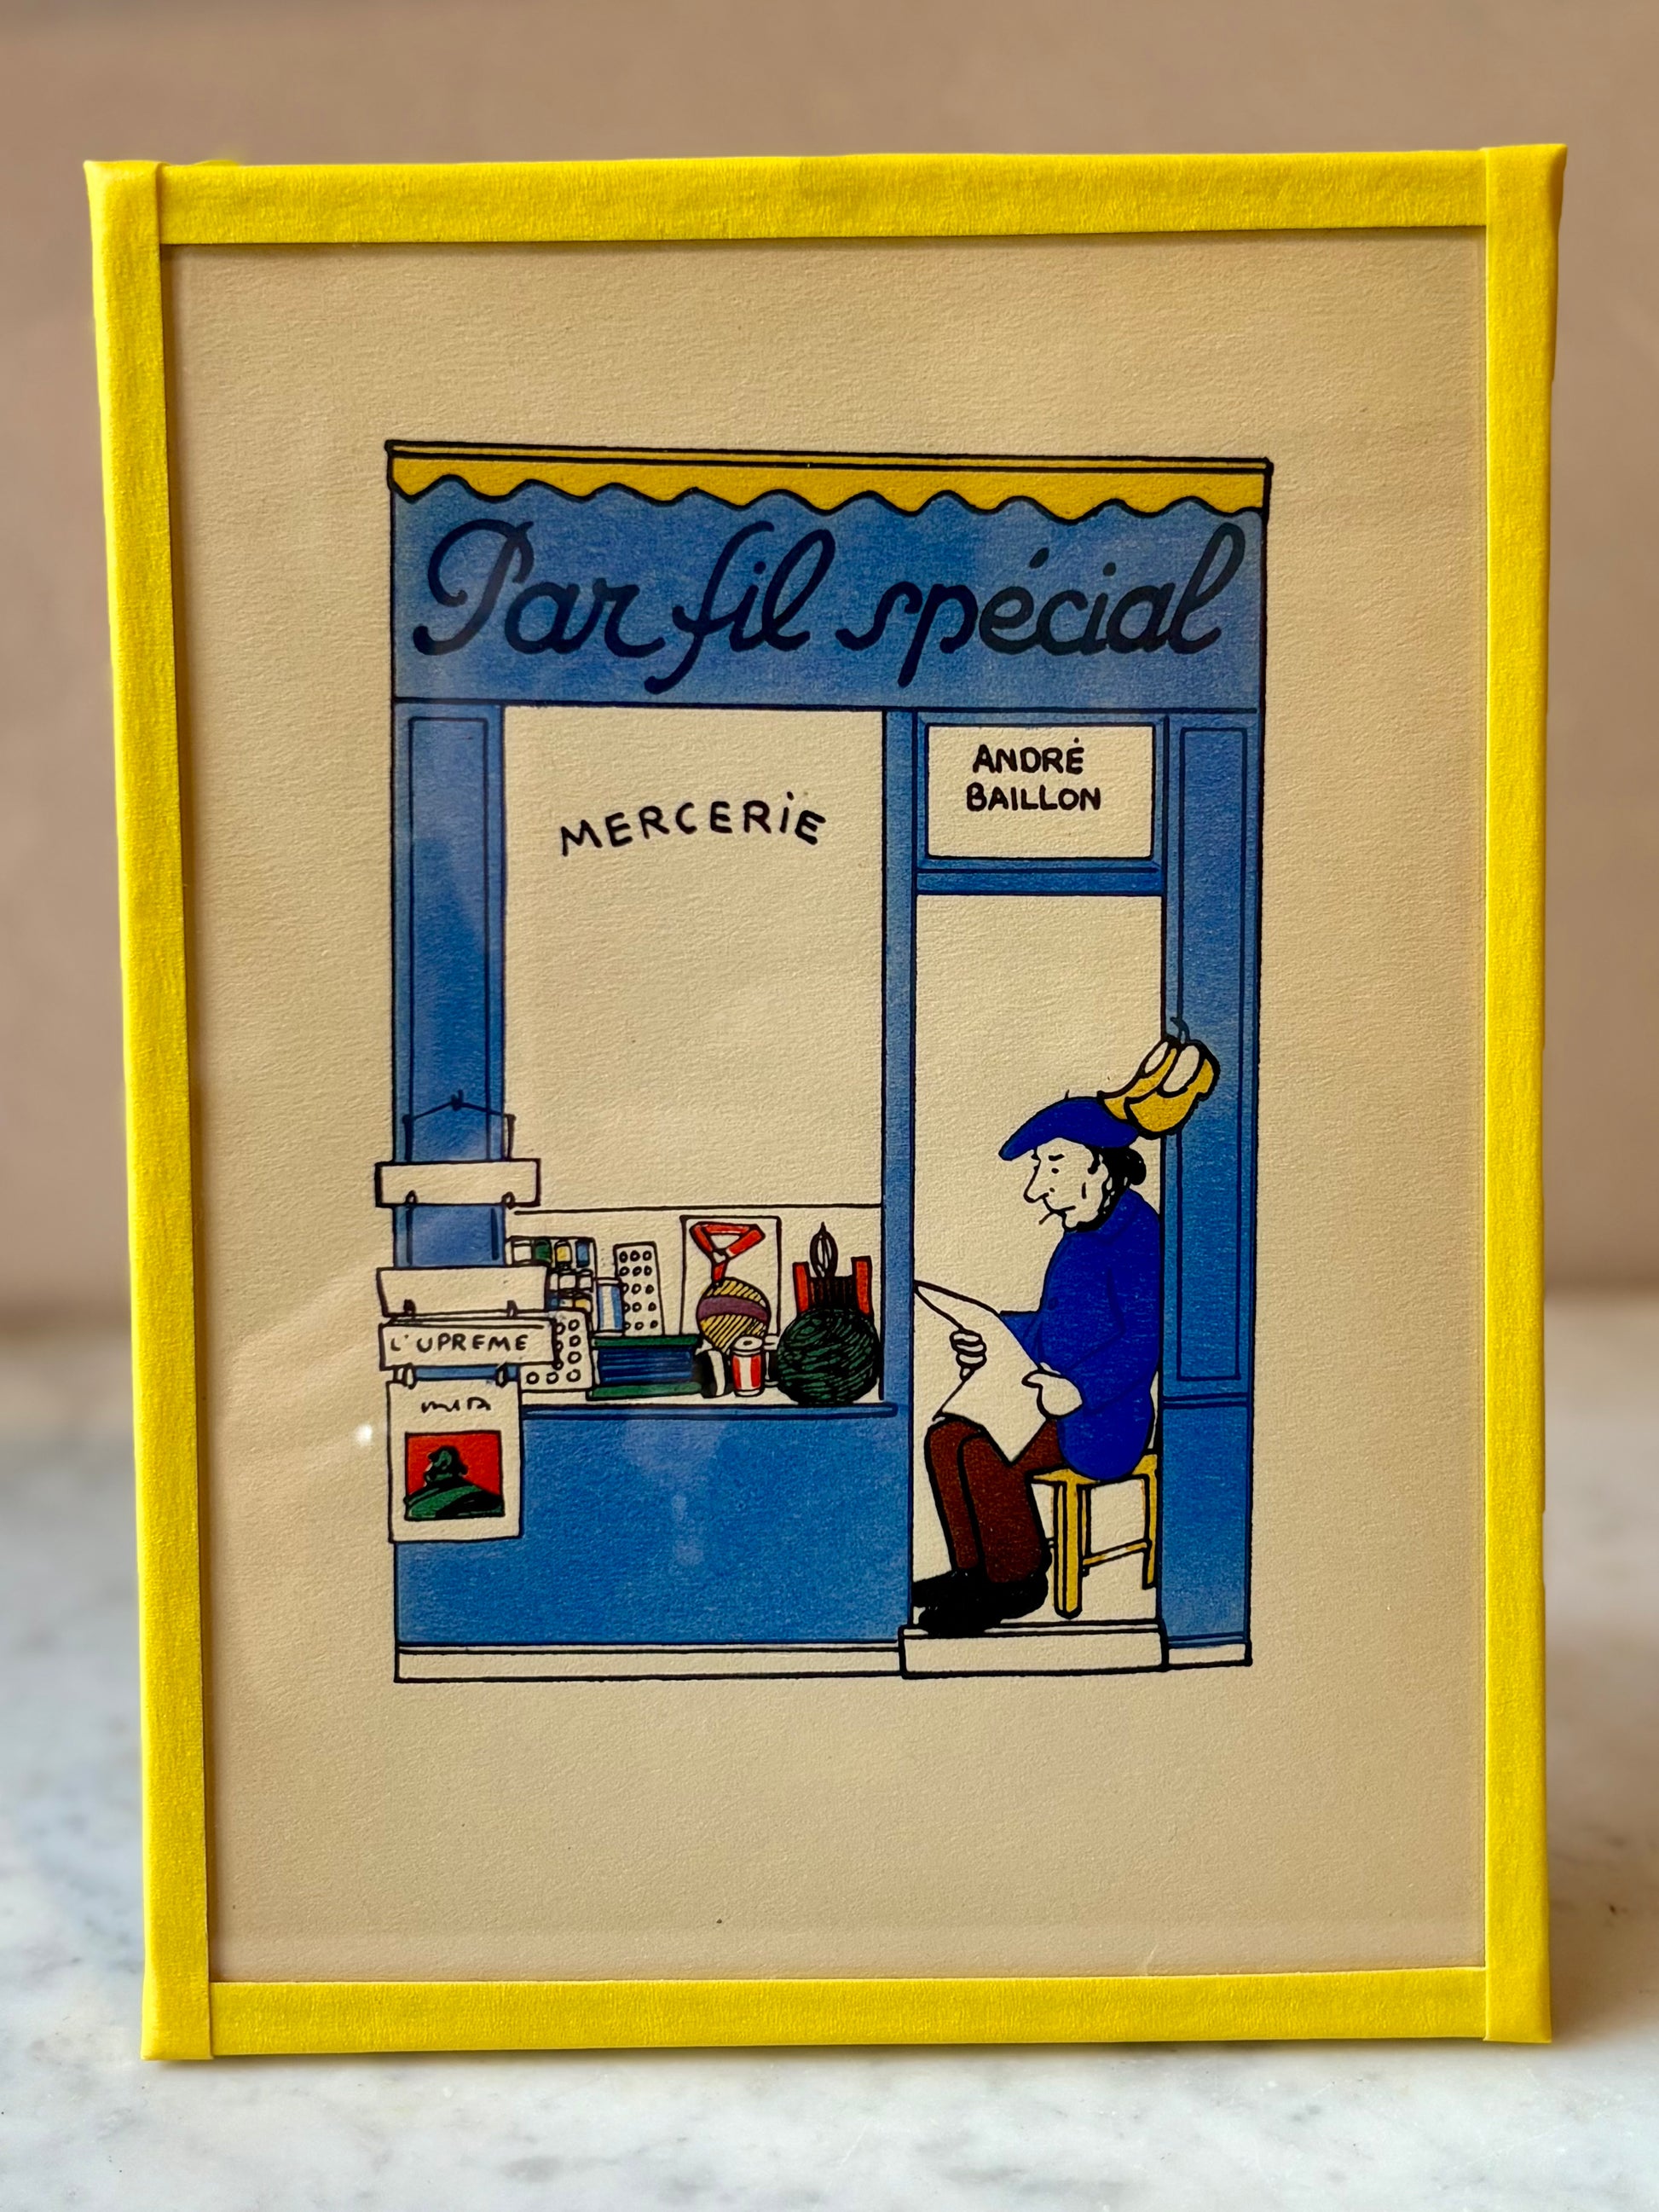 Par fil spécial
MERCERiE
ANDRÉ
BAILLON
L'UPREME